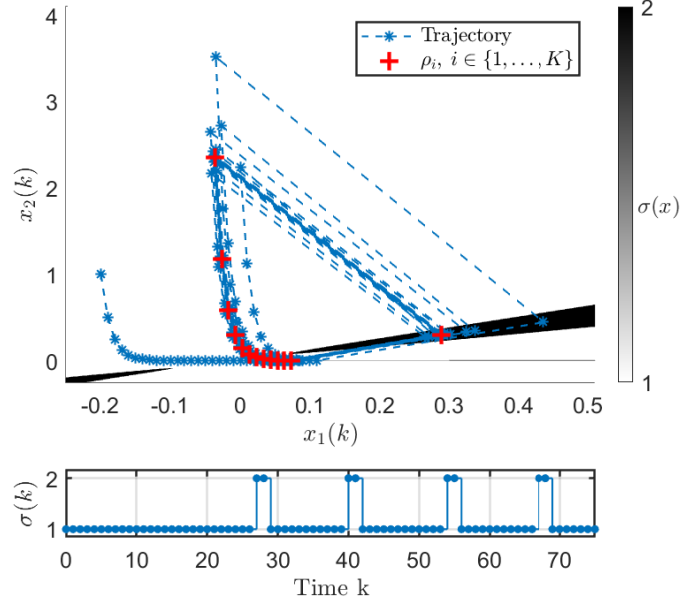 4
3
2
1
0
x₂(k)
Trajectory
ρᵢ, i ∈ {1, . . . , K}
-0.2 -0.1 0 0.1 0.2 0.3 0.4 0.5
x₁(k)
2
σ(x)
1
2
1
σ(k)
0 10 20 30 40 50 60 70
Time k